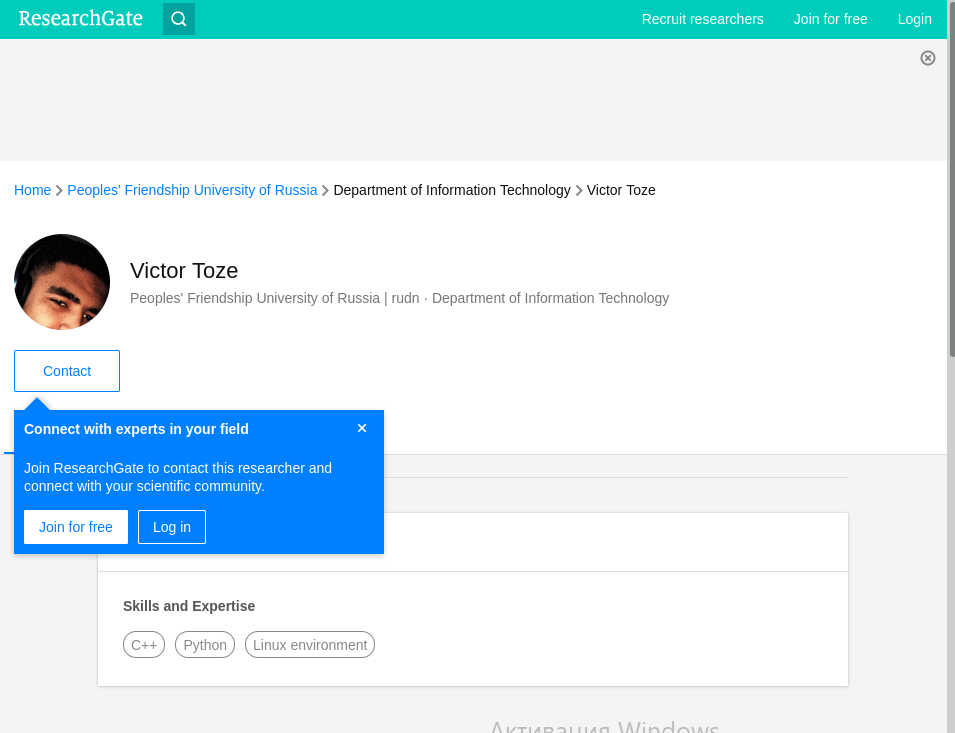 ResearchGate
Recruit researchers Join for free Login
Home Peoples' Friendship University of Russia Department of Information Technology Victor Toze
Victor Toze
Peoples' Friendship University of Russia | rudn · Department of Information Technology
Contact
Connect with experts in your field
Join ResearchGate to contact this researcher and
connect with your scientific community.
Join for free Log in
Skills and Expertise
C++ Python Linux environment
Активация Windows